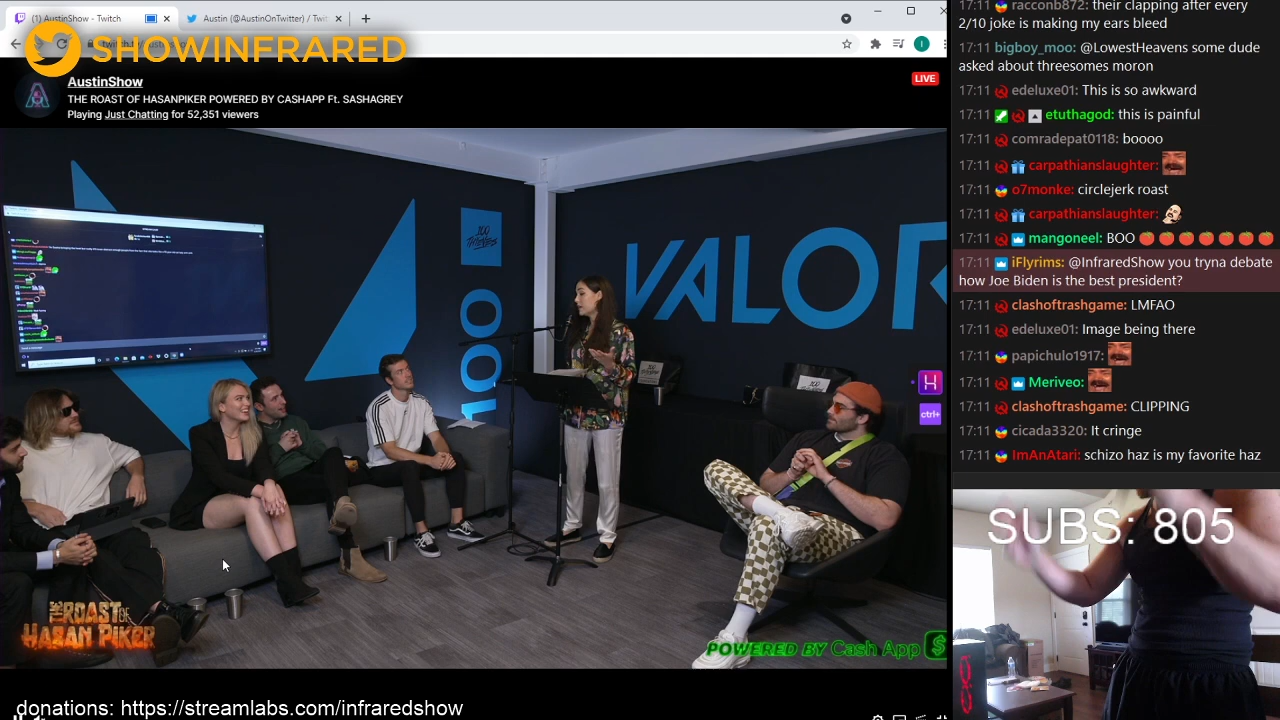 (1) AustinShow - Twitch
Austin (@AustinOnTwitter) / Twit
SHOWINFRARED
AustinShow
LIVE
THE ROAST OF HASANPIKER POWERED BY CASHAPP Ft. SASHAGREY
Playing Just Chatting for 52,351 viewers
100
THIEVES
VALOR
100
H
ctrl+
THE ROAST OF
HASAN PIKER
POWERED BY Cash App
donations: https://streamlabs.com/infraredshow
racconb872: their clapping after every
2/10 joke is making my ears bleed
17:11 bigboy_moo: @LowestHeavens some dude
asked about threesomes moron
17:11 edeluxe01: This is so awkward
17:11 etuthagod: this is painful
17:11 comradepat0118: boooo
17:11 carpathianslaughter:
17:11 o7monke: circlejerk roast
17:11 carpathianslaughter:
17:11 mangoneel: BOO
17:11 iFlyrims: @InfraredShow you tryna debate
how Joe Biden is the best president?
17:11 clashoftrashgame: LMFAO
17:11 edeluxe01: Image being there
17:11 papichulo1917:
17:11 Meriveo:
17:11 clashoftrashgame: CLIPPING
17:11 cicada3320: It cringe
17:11 ImAnAtari: schizo haz is my favorite haz
SUBS: 805